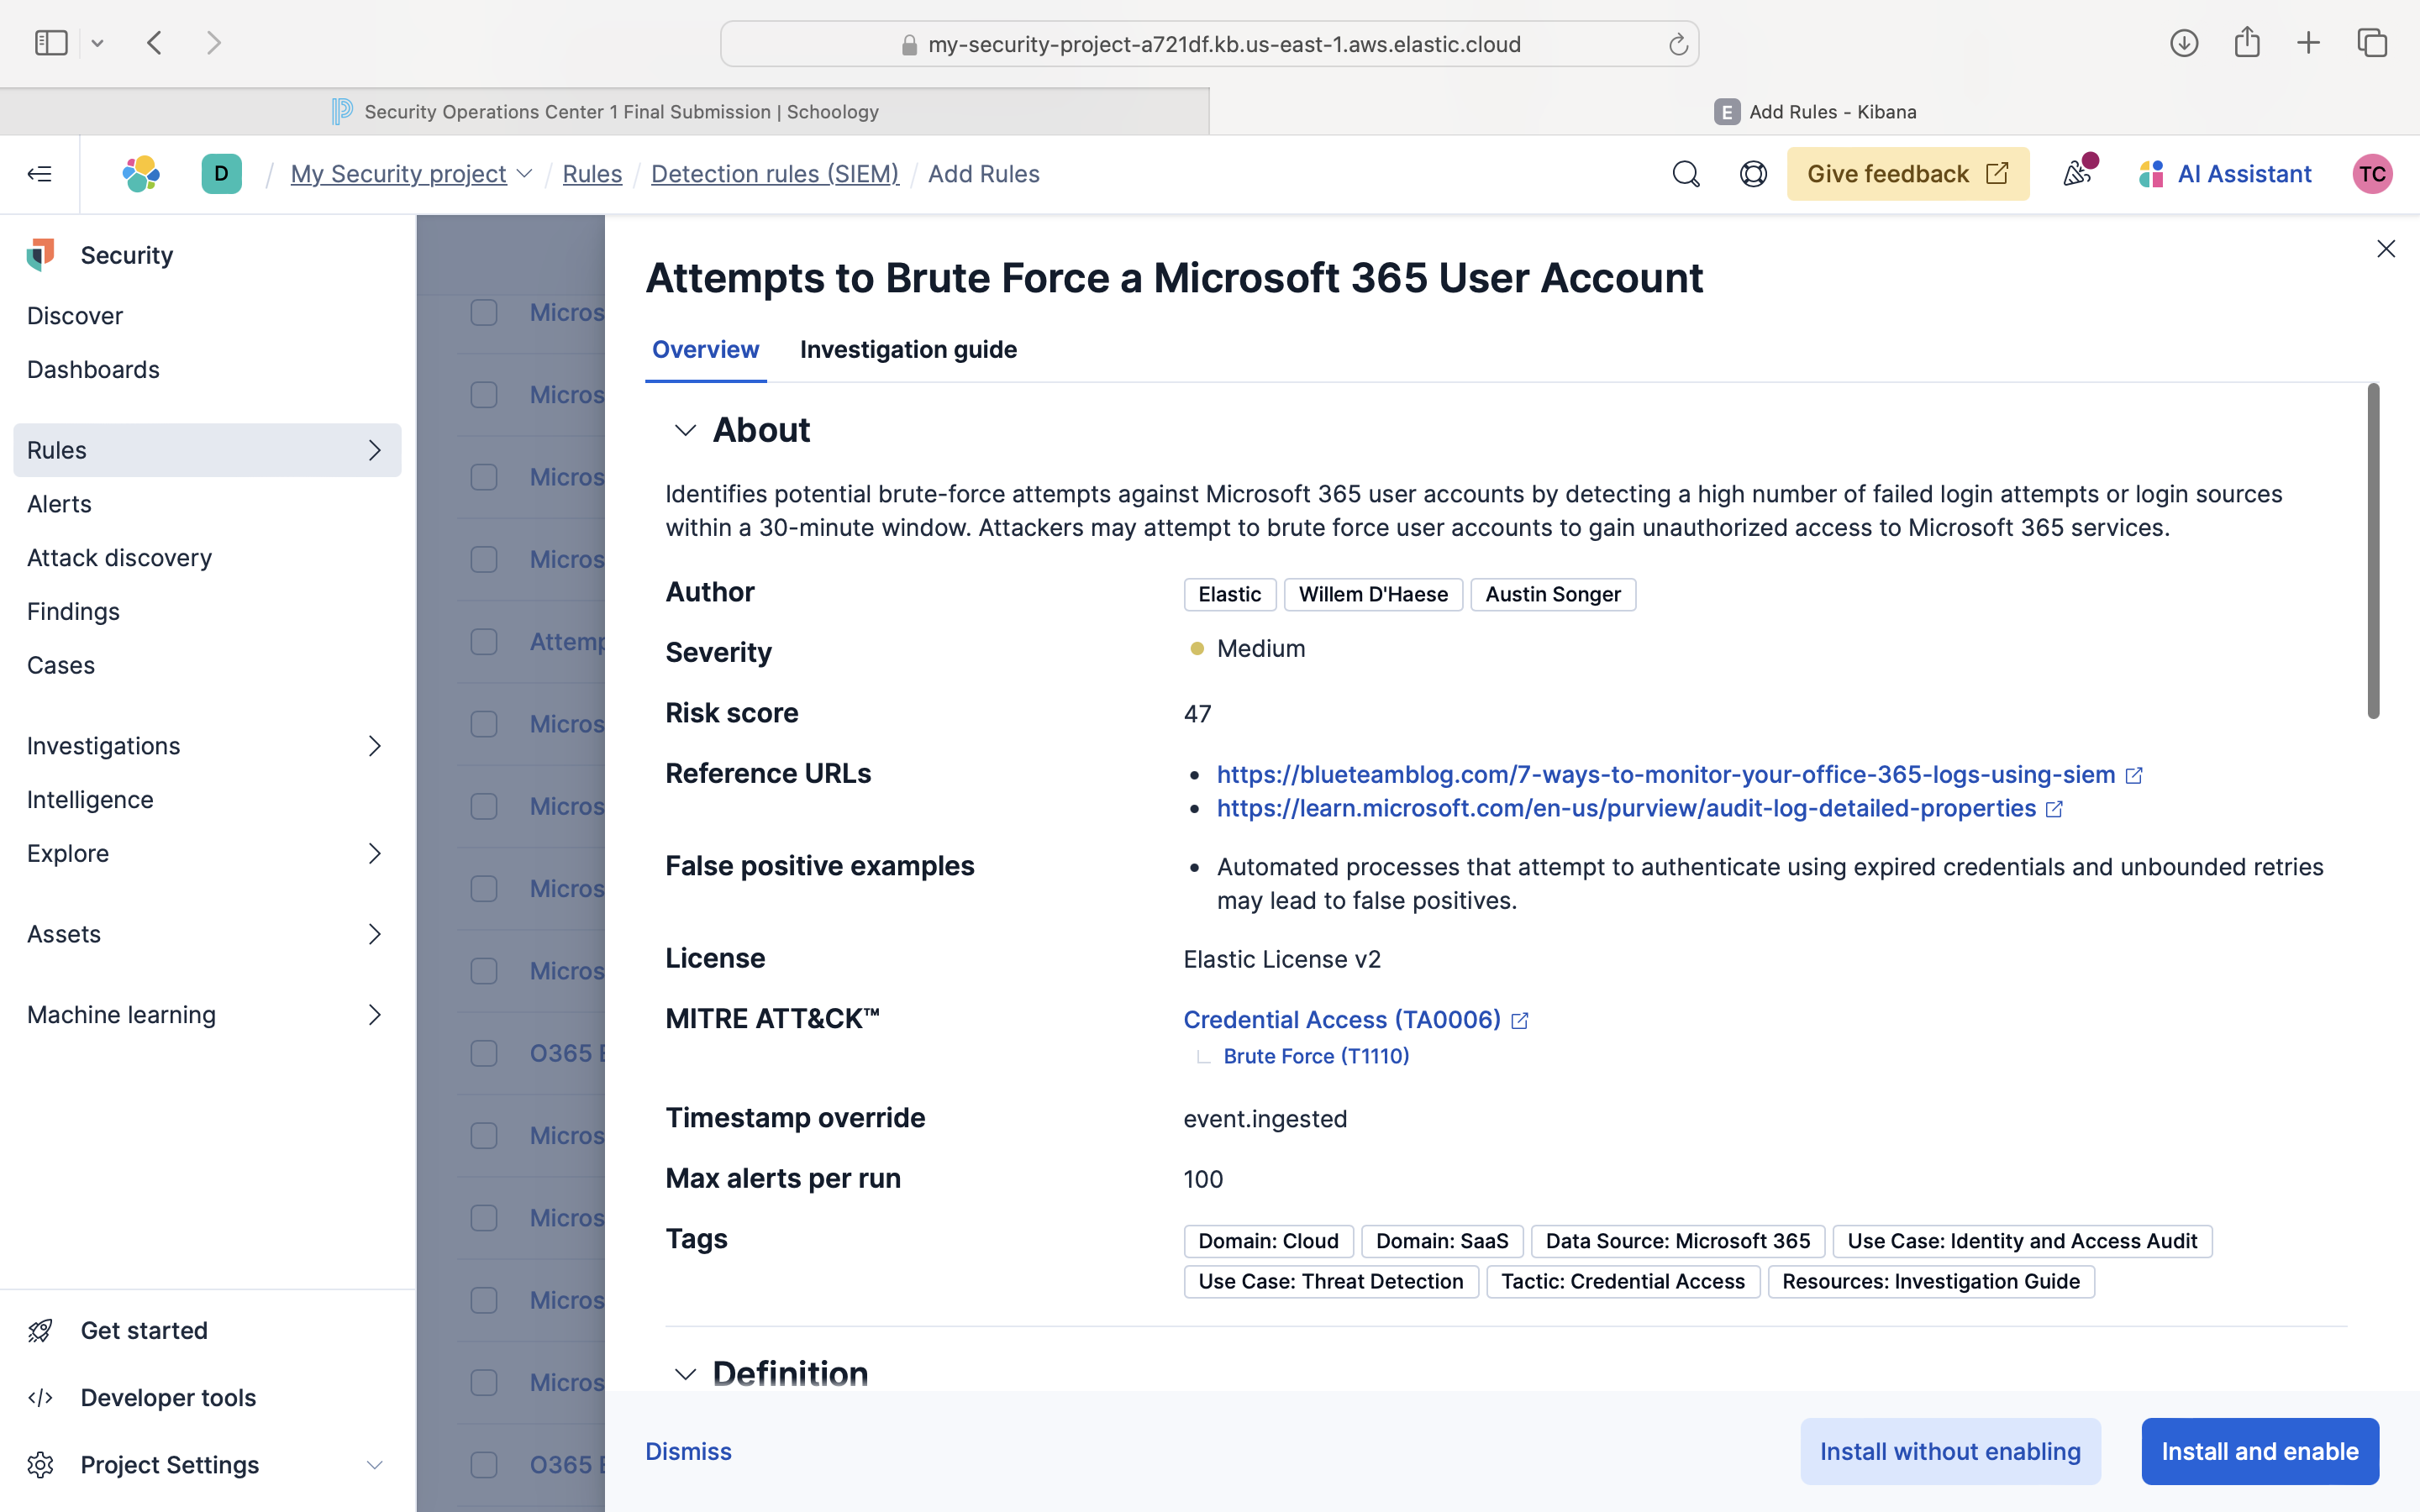 my-security-project-a721df.kb.us-east-1.aws.elastic.cloud
Security Operations Center 1 Final Submission | Schoology
E Add Rules - Kibana
D / My Security project / Rules / Detection rules (SIEM) / Add Rules
Give feedback
AI Assistant
TC
Security
Discover
Dashboards
Rules
Alerts
Attack discovery
Findings
Cases
Investigations
Intelligence
Explore
Assets
Machine learning
Get started
Developer tools
Project Settings
Micros
Micros
Micros
Micros
Attemp
Micros
Micros
Micros
Micros
O365 E
Micros
Micros
Micros
Micros
O365 E
Attempts to Brute Force a Microsoft 365 User Account
Overview Investigation guide
About
Identifies potential brute-force attempts against Microsoft 365 user accounts by detecting a high number of failed login attempts or login sources
within a 30-minute window. Attackers may attempt to brute force user accounts to gain unauthorized access to Microsoft 365 services.
Author Elastic Willem D'Haese Austin Songer
Severity Medium
Risk score 47
Reference URLs • https://blueteamblog.com/7-ways-to-monitor-your-office-365-logs-using-siem
• https://learn.microsoft.com/en-us/purview/audit-log-detailed-properties
False positive examples • Automated processes that attempt to authenticate using expired credentials and unbounded retries
may lead to false positives.
License Elastic License v2
MITRE ATT&CK™ Credential Access (TA0006)
Brute Force (T1110)
Timestamp override event.ingested
Max alerts per run 100
Tags Domain: Cloud Domain: SaaS Data Source: Microsoft 365 Use Case: Identity and Access Audit
Use Case: Threat Detection Tactic: Credential Access Resources: Investigation Guide
Definition
Dismiss
Install without enabling
Install and enable